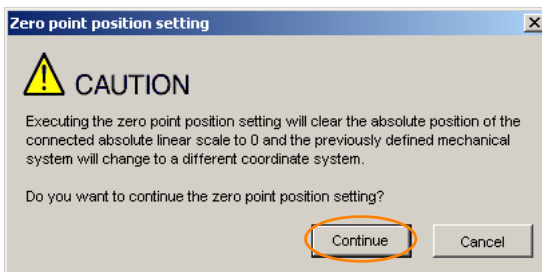 Zero point position setting
CAUTION
Executing the zero point position setting will clear the absolute position of the
connected absolute linear scale to 0 and the previously defined mechanical
system will change to a different coordinate system.
Do you want to continue the zero point position setting?
Continue
Cancel